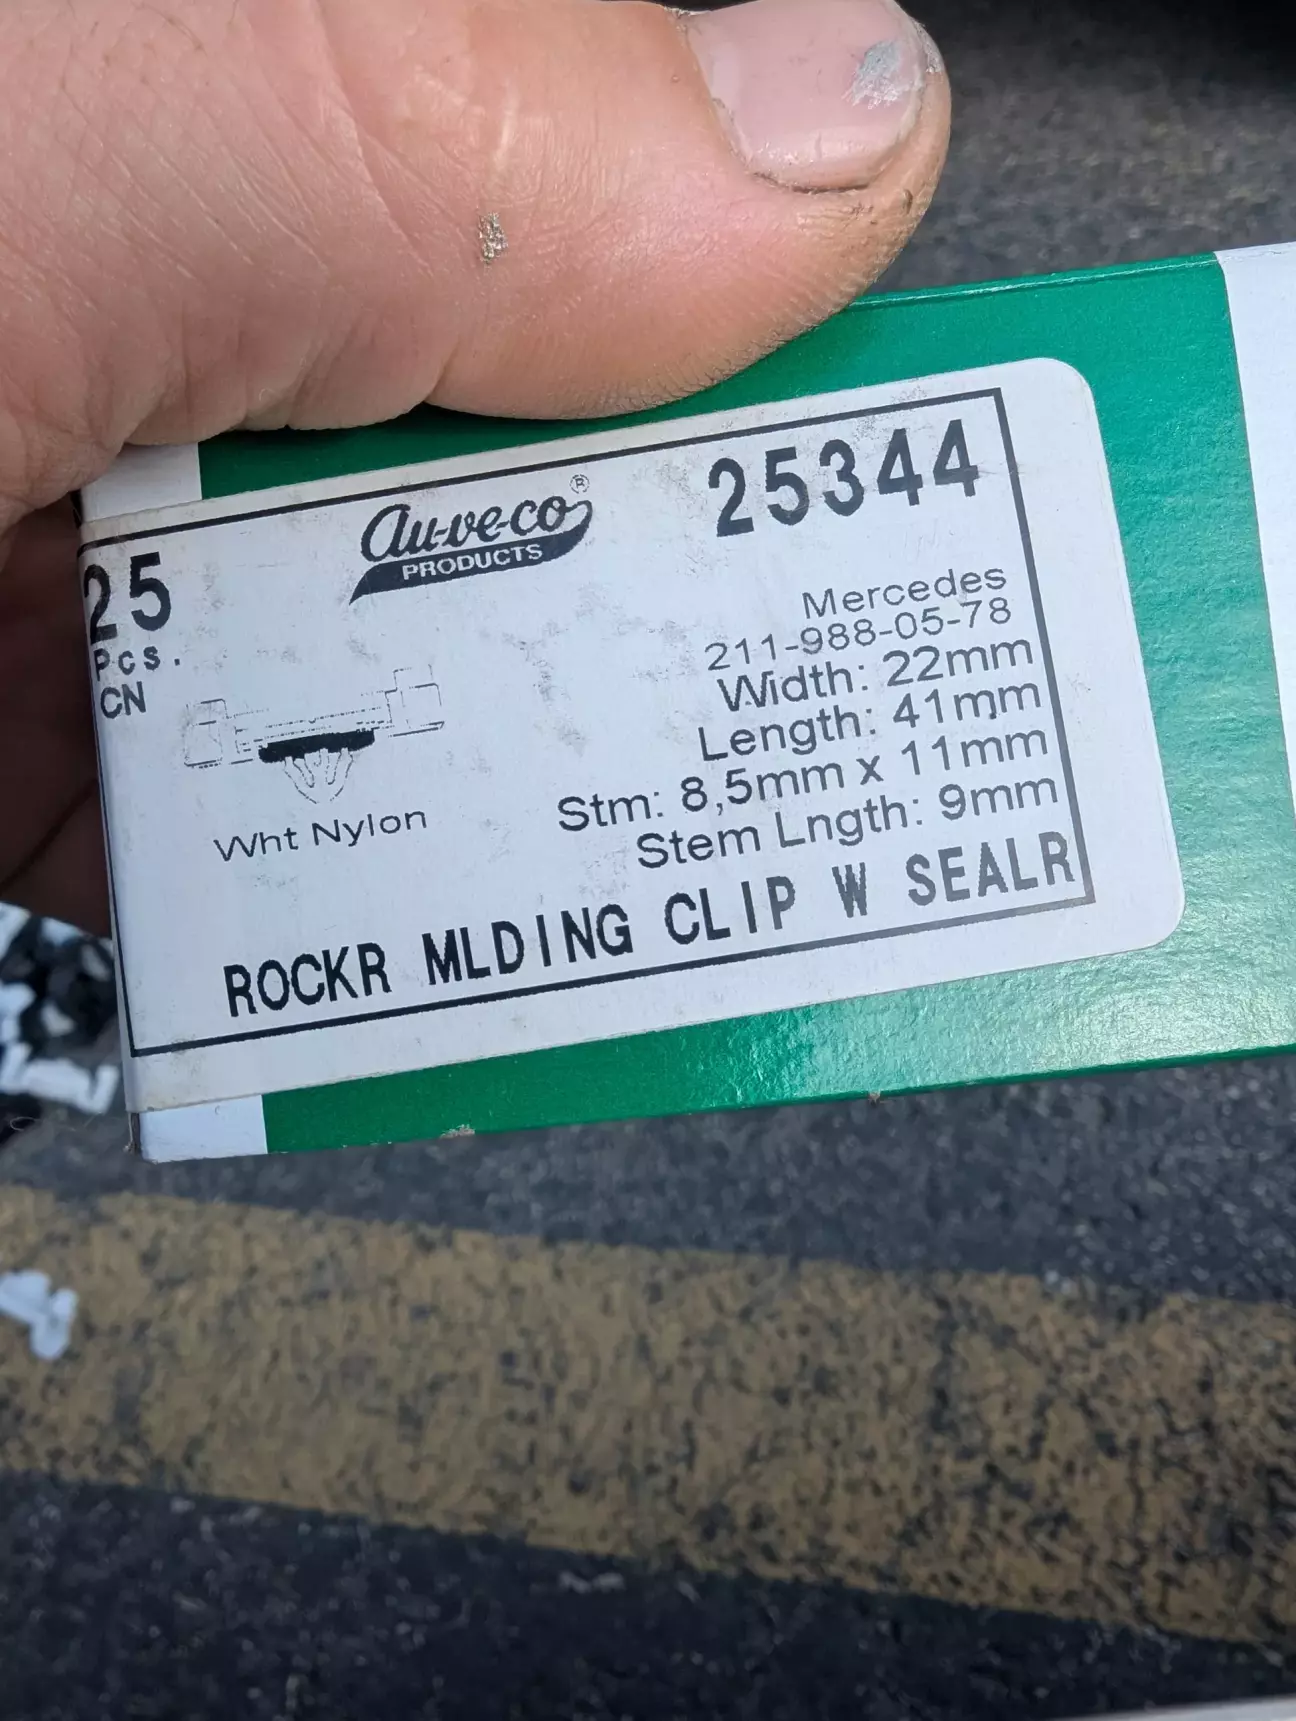 au-ve-co®
PRODUCTS
25344
25
Pcs.
CN
Mercedes
211-988-05-78
Width: 22mm
Length: 41mm
Stm: 8,5mm x 11mm
Stem Lngth: 9mm
Wht Nylon
ROCKR MLDING CLIP W SEALR